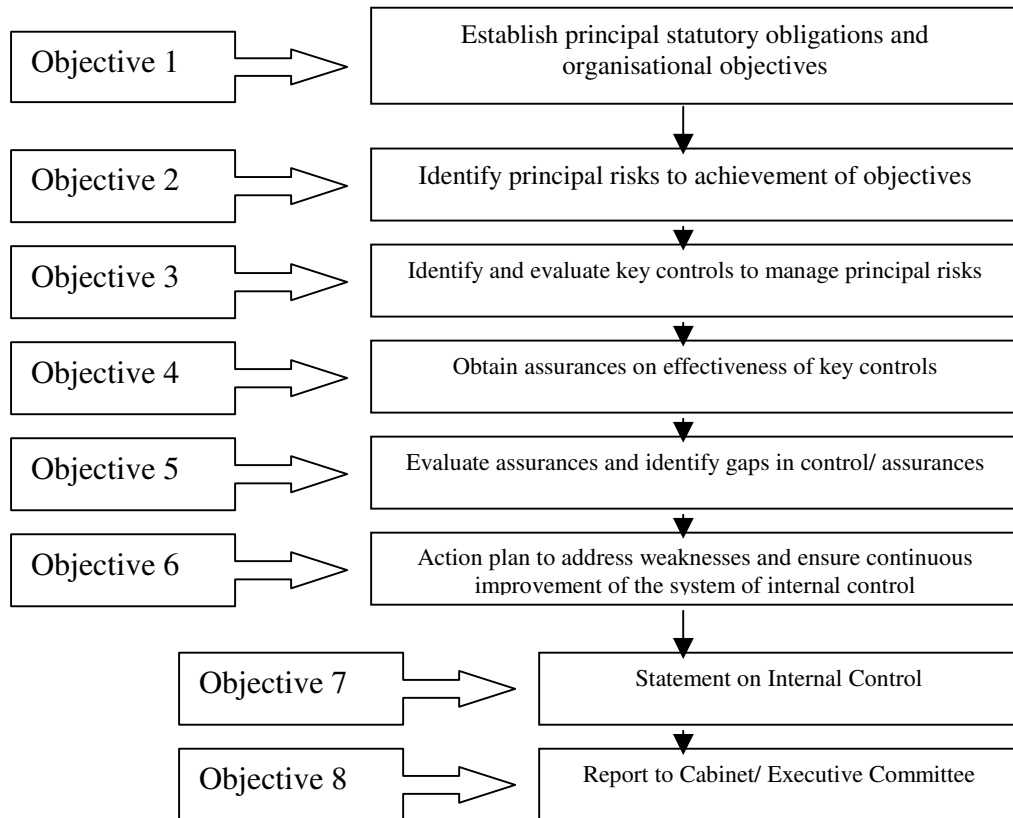 Objective 1
Establish principal statutory obligations and
organisational objectives
Objective 2
Identify principal risks to achievement of objectives
Objective 3
Identify and evaluate key controls to manage principal risks
Objective 4
Obtain assurances on effectiveness of key controls
Objective 5
Evaluate assurances and identify gaps in control/ assurances
Objective 6
Action plan to address weaknesses and ensure continuous
improvement of the system of internal control
Objective 7
Statement on Internal Control
Objective 8
Report to Cabinet/ Executive Committee